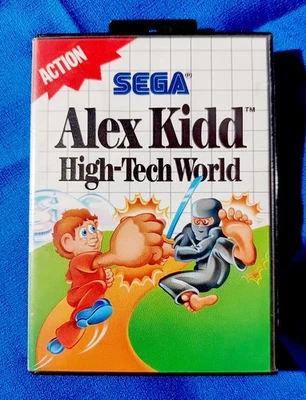 ACTION
SEGA®
Alex Kidd™
High-Tech World